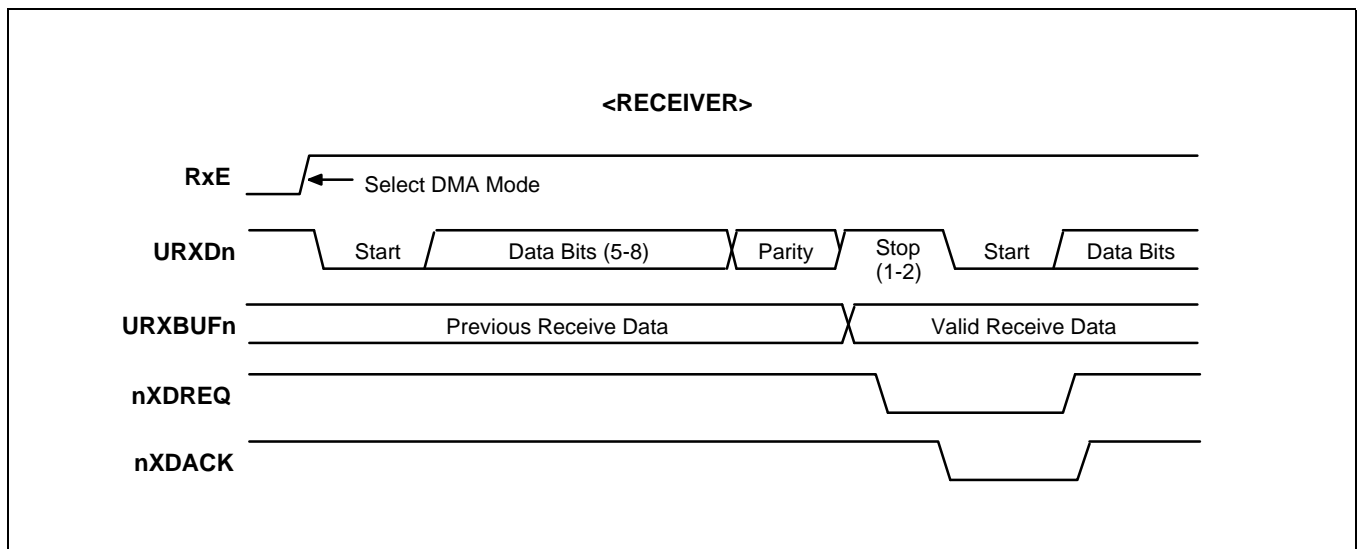 <RECEIVER>
RxE
Select DMA Mode
URXDn
Start
Data Bits (5-8)
Parity
Stop
(1-2)
Start
Data Bits
URXBUFn
Previous Receive Data
Valid Receive Data
nXDREQ
nXDACK